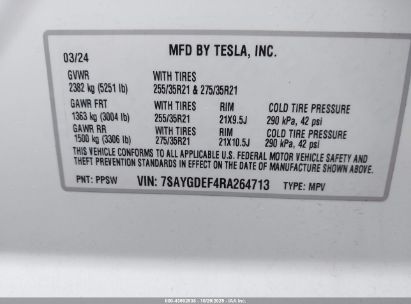 MFD BY TESLA, INC.
03/24
GVWR WITH TIRES
2382 kg (5251 lb) 255/35R21 & 275/35R21
GAWR FRT WITH TIRES RIM COLD TIRE PRESSURE
1363 kg (3004 lb) 255/35R21 21X9.5J 290 kPa, 42 psi
GAWR RR WITH TIRES RIM COLD TIRE PRESSURE
1500 kg (3306 lb) 275/35R21 21X10.5J 290 kPa, 42 psi
THIS VEHICLE CONFORMS TO ALL APPLICABLE U.S. FEDERAL MOTOR VEHICLE SAFETY AND
THEFT PREVENTION STANDARDS IN EFFECT ON THE DATE OF MANUFACTURE SHOWN ABOVE.
PNT: PPSW VIN: 7SAYGDEF4RA264713 TYPE: MPV